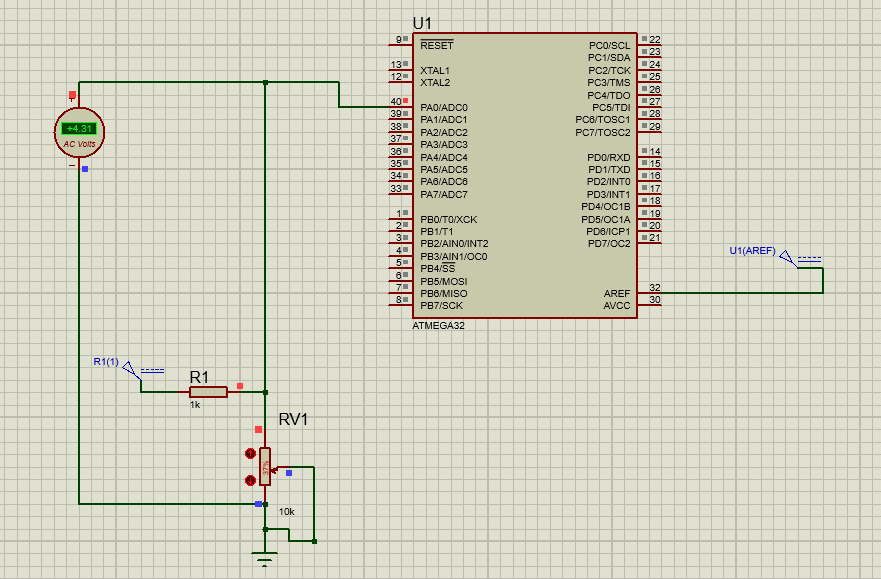 U1
9
RESET
13
XTAL1
12
XTAL2
40
PA0/ADC0
39
PA1/ADC1
38
PA2/ADC2
37
PA3/ADC3
36
PA4/ADC4
35
PA5/ADC5
34
PA6/ADC6
33
PA7/ADC7
1
PB0/T0/XCK
2
PB1/T1
3
PB2/AIN0/INT2
4
PB3/AIN1/OC0
5
PB4/SS
6
PB5/MOSI
7
PB6/MISO
8
PB7/SCK
PC0/SCL
22
PC1/SDA
23
PC2/TCK
24
PC3/TMS
25
PC4/TDO
26
PC5/TDI
27
PC6/TOSC1
28
PC7/TOSC2
29
PD0/RXD
14
PD1/TXD
15
PD2/INT0
16
PD3/INT1
17
PD4/OC1B
18
PD5/OC1A
19
PD6/ICP1
20
PD7/OC2
21
AREF
32
AVCC
30
ATMEGA32
U1(AREF)
+
+4.31
AC Volts
−
R1(1)
R1
1k
RV1
37%
10k